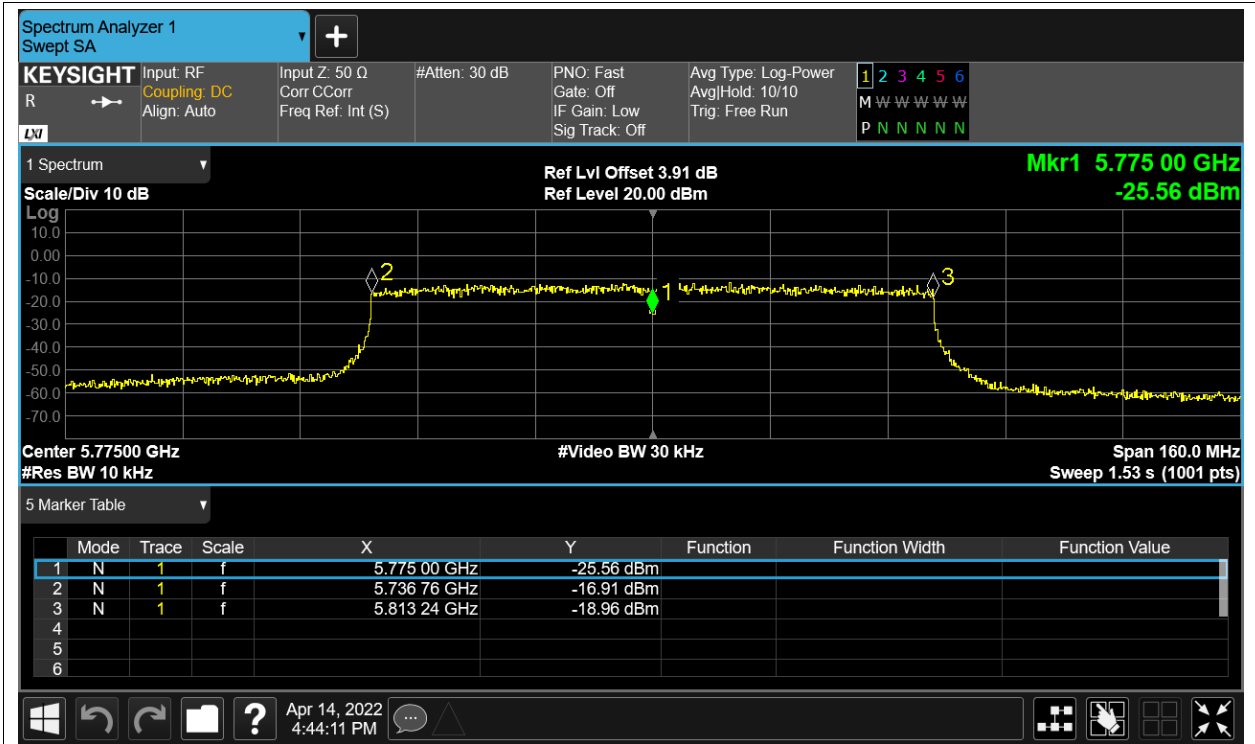 Spectrum Analyzer 1
Swept SA
+
KEYSIGHT Input: RF Input Z: 50 Ω #Atten: 30 dB PNO: Fast Avg Type: Log-Power 1 2 3 4 5 6
R Coupling: DC Corr CCorr Gate: Off Avg|Hold: 10/10 M W W W W W
Align: Auto Freq Ref: Int (S) IF Gain: Low Trig: Free Run
LXI Sig Track: Off P N N N N N
1 Spectrum Ref Lvl Offset 3.91 dB Mkr1 5.775 00 GHz
Scale/Div 10 dB Ref Level 20.00 dBm -25.56 dBm
Log
10.0
0.00
-10.0 2 3
-20.0 1
-30.0
-40.0
-50.0
-60.0
-70.0
Center 5.77500 GHz #Video BW 30 kHz Span 160.0 MHz
#Res BW 10 kHz Sweep 1.53 s (1001 pts)
5 Marker Table
Mode Trace Scale X Y Function Function Width Function Value
1 N 1 f 5.775 00 GHz -25.56 dBm
2 N 1 f 5.736 76 GHz -16.91 dBm
3 N 1 f 5.813 24 GHz -18.96 dBm
4
5
6
? Apr 14, 2022
4:44:11 PM